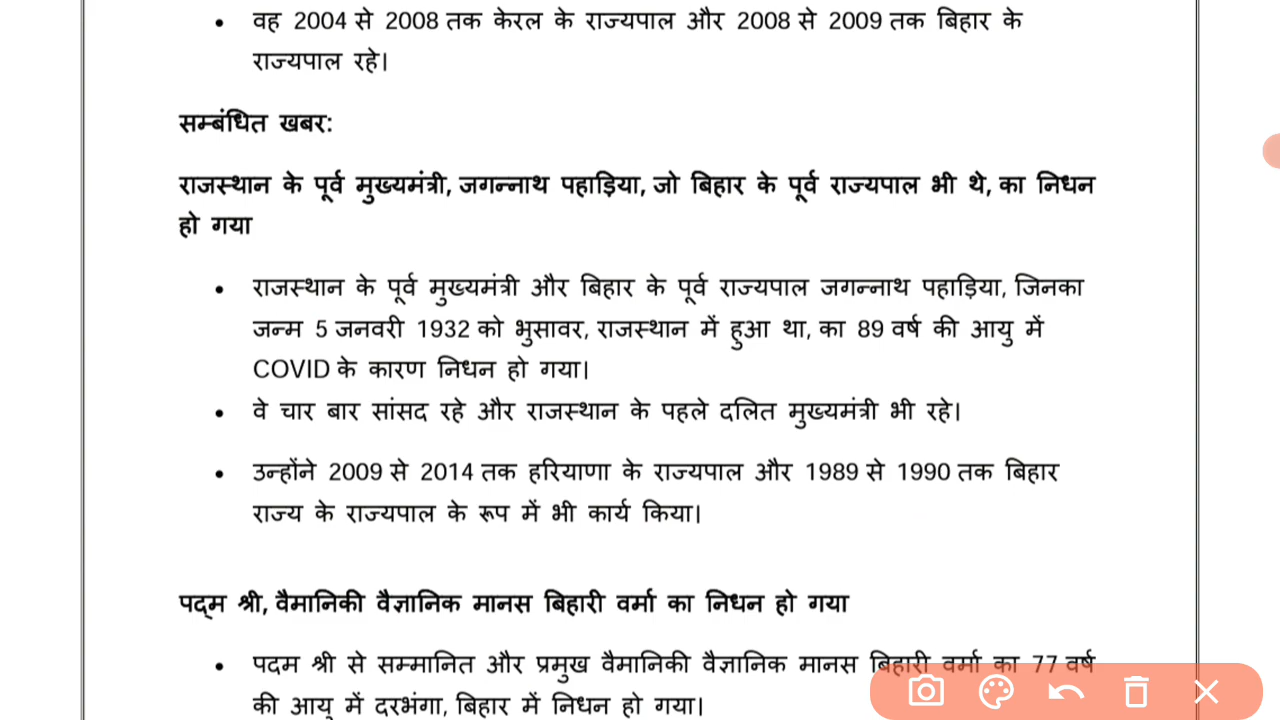 • वह 2004 से 2008 तक केरल के राज्यपाल और 2008 से 2009 तक बिहार के
राज्यपाल रहे।
सम्बंधित खबर:
राजस्थान के पूर्व मुख्यमंत्री, जगन्नाथ पहाड़िया, जो बिहार के पूर्व राज्यपाल भी थे, का निधन
हो गया
• राजस्थान के पूर्व मुख्यमंत्री और बिहार के पूर्व राज्यपाल जगन्नाथ पहाड़िया, जिनका
जन्म 5 जनवरी 1932 को भुसावर, राजस्थान में हुआ था, का 89 वर्ष की आयु में
COVID के कारण निधन हो गया।
• वे चार बार सांसद रहे और राजस्थान के पहले दलित मुख्यमंत्री भी रहे।
• उन्होंने 2009 से 2014 तक हरियाणा के राज्यपाल और 1989 से 1990 तक बिहार
राज्य के राज्यपाल के रूप में भी कार्य किया।
पद्म श्री, वैमानिकी वैज्ञानिक मानस बिहारी वर्मा का निधन हो गया
• पदम श्री से सम्मानित और प्रमुख वैमानिकी वैज्ञानिक मानस बिहारी वर्मा का 77 वर्ष
की आयु में दरभंगा, बिहार में निधन हो गया।